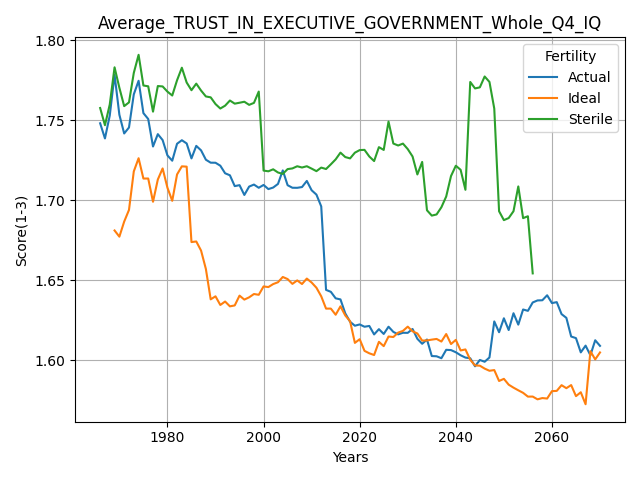 Average_TRUST_IN_EXECUTIVE_GOVERNMENT_Whole_Q4_IQ
Fertility
Actual
Ideal
Sterile
Score(1-3)
1.80
1.75
1.70
1.65
1.60
1980
2000
2020
2040
2060
Years